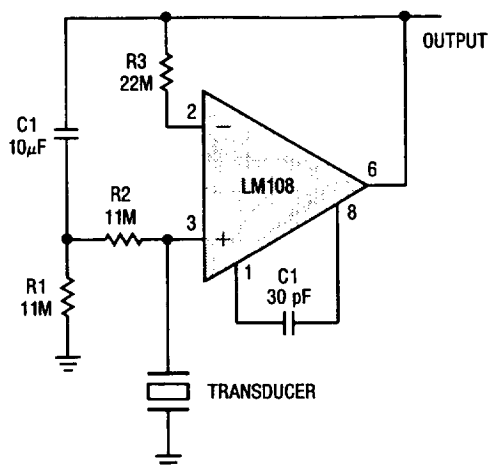 OUTPUT
R3
22M
2
C1
10µF
−
LM108
6
R2
11M
3
8
+
R1
11M
1
C1
30 pF
TRANSDUCER